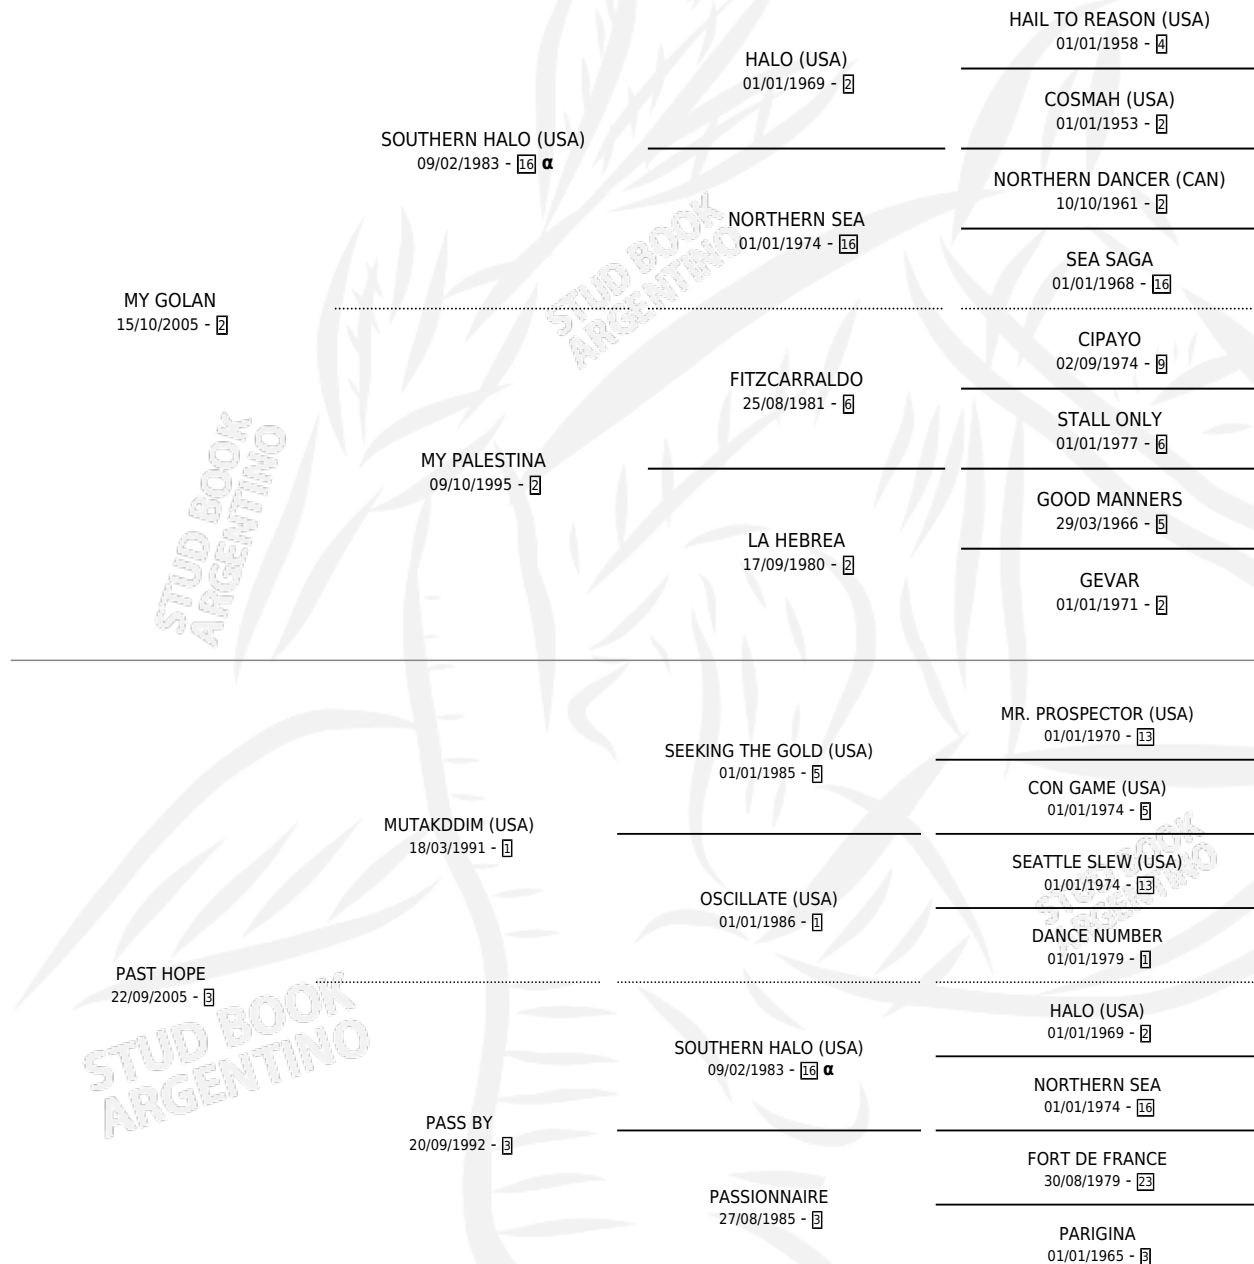 HAIL TO REASON (USA)
01/01/1958 - 4
HALO (USA)
01/01/1969 - 2
COSMAH (USA)
01/01/1953 - 2
SOUTHERN HALO (USA)
09/02/1983 - 16 α
NORTHERN DANCER (CAN)
10/10/1961 - 2
NORTHERN SEA
01/01/1974 - 16
SEA SAGA
01/01/1968 - 16
MY GOLAN
15/10/2005 - 2
CIPAYO
02/09/1974 - 9
FITZCARRALDO
25/08/1981 - 6
STALL ONLY
01/01/1977 - 6
MY PALESTINA
09/10/1995 - 2
GOOD MANNERS
29/03/1966 - 5
LA HEBREA
17/09/1980 - 2
GEVAR
01/01/1971 - 2
STUD BOOK
ARGENTINO
STUD BOOK
ARGENTINO
MR. PROSPECTOR (USA)
01/01/1970 - 13
SEEKING THE GOLD (USA)
01/01/1985 - 5
CON GAME (USA)
01/01/1974 - 5
MUTAKDDIM (USA)
18/03/1991 - 1
SEATTLE SLEW (USA)
01/01/1974 - 13
OSCILLATE (USA)
01/01/1986 - 1
DANCE NUMBER
01/01/1979 - 1
PAST HOPE
22/09/2005 - 3
HALO (USA)
01/01/1969 - 2
SOUTHERN HALO (USA)
09/02/1983 - 16 α
NORTHERN SEA
01/01/1974 - 16
PASS BY
20/09/1992 - 3
FORT DE FRANCE
30/08/1979 - 23
PASSIONNAIRE
27/08/1985 - 3
PARIGINA
01/01/1965 - 3
STUD BOOK
ARGENTINO
STUD BOOK
ARGENTINO